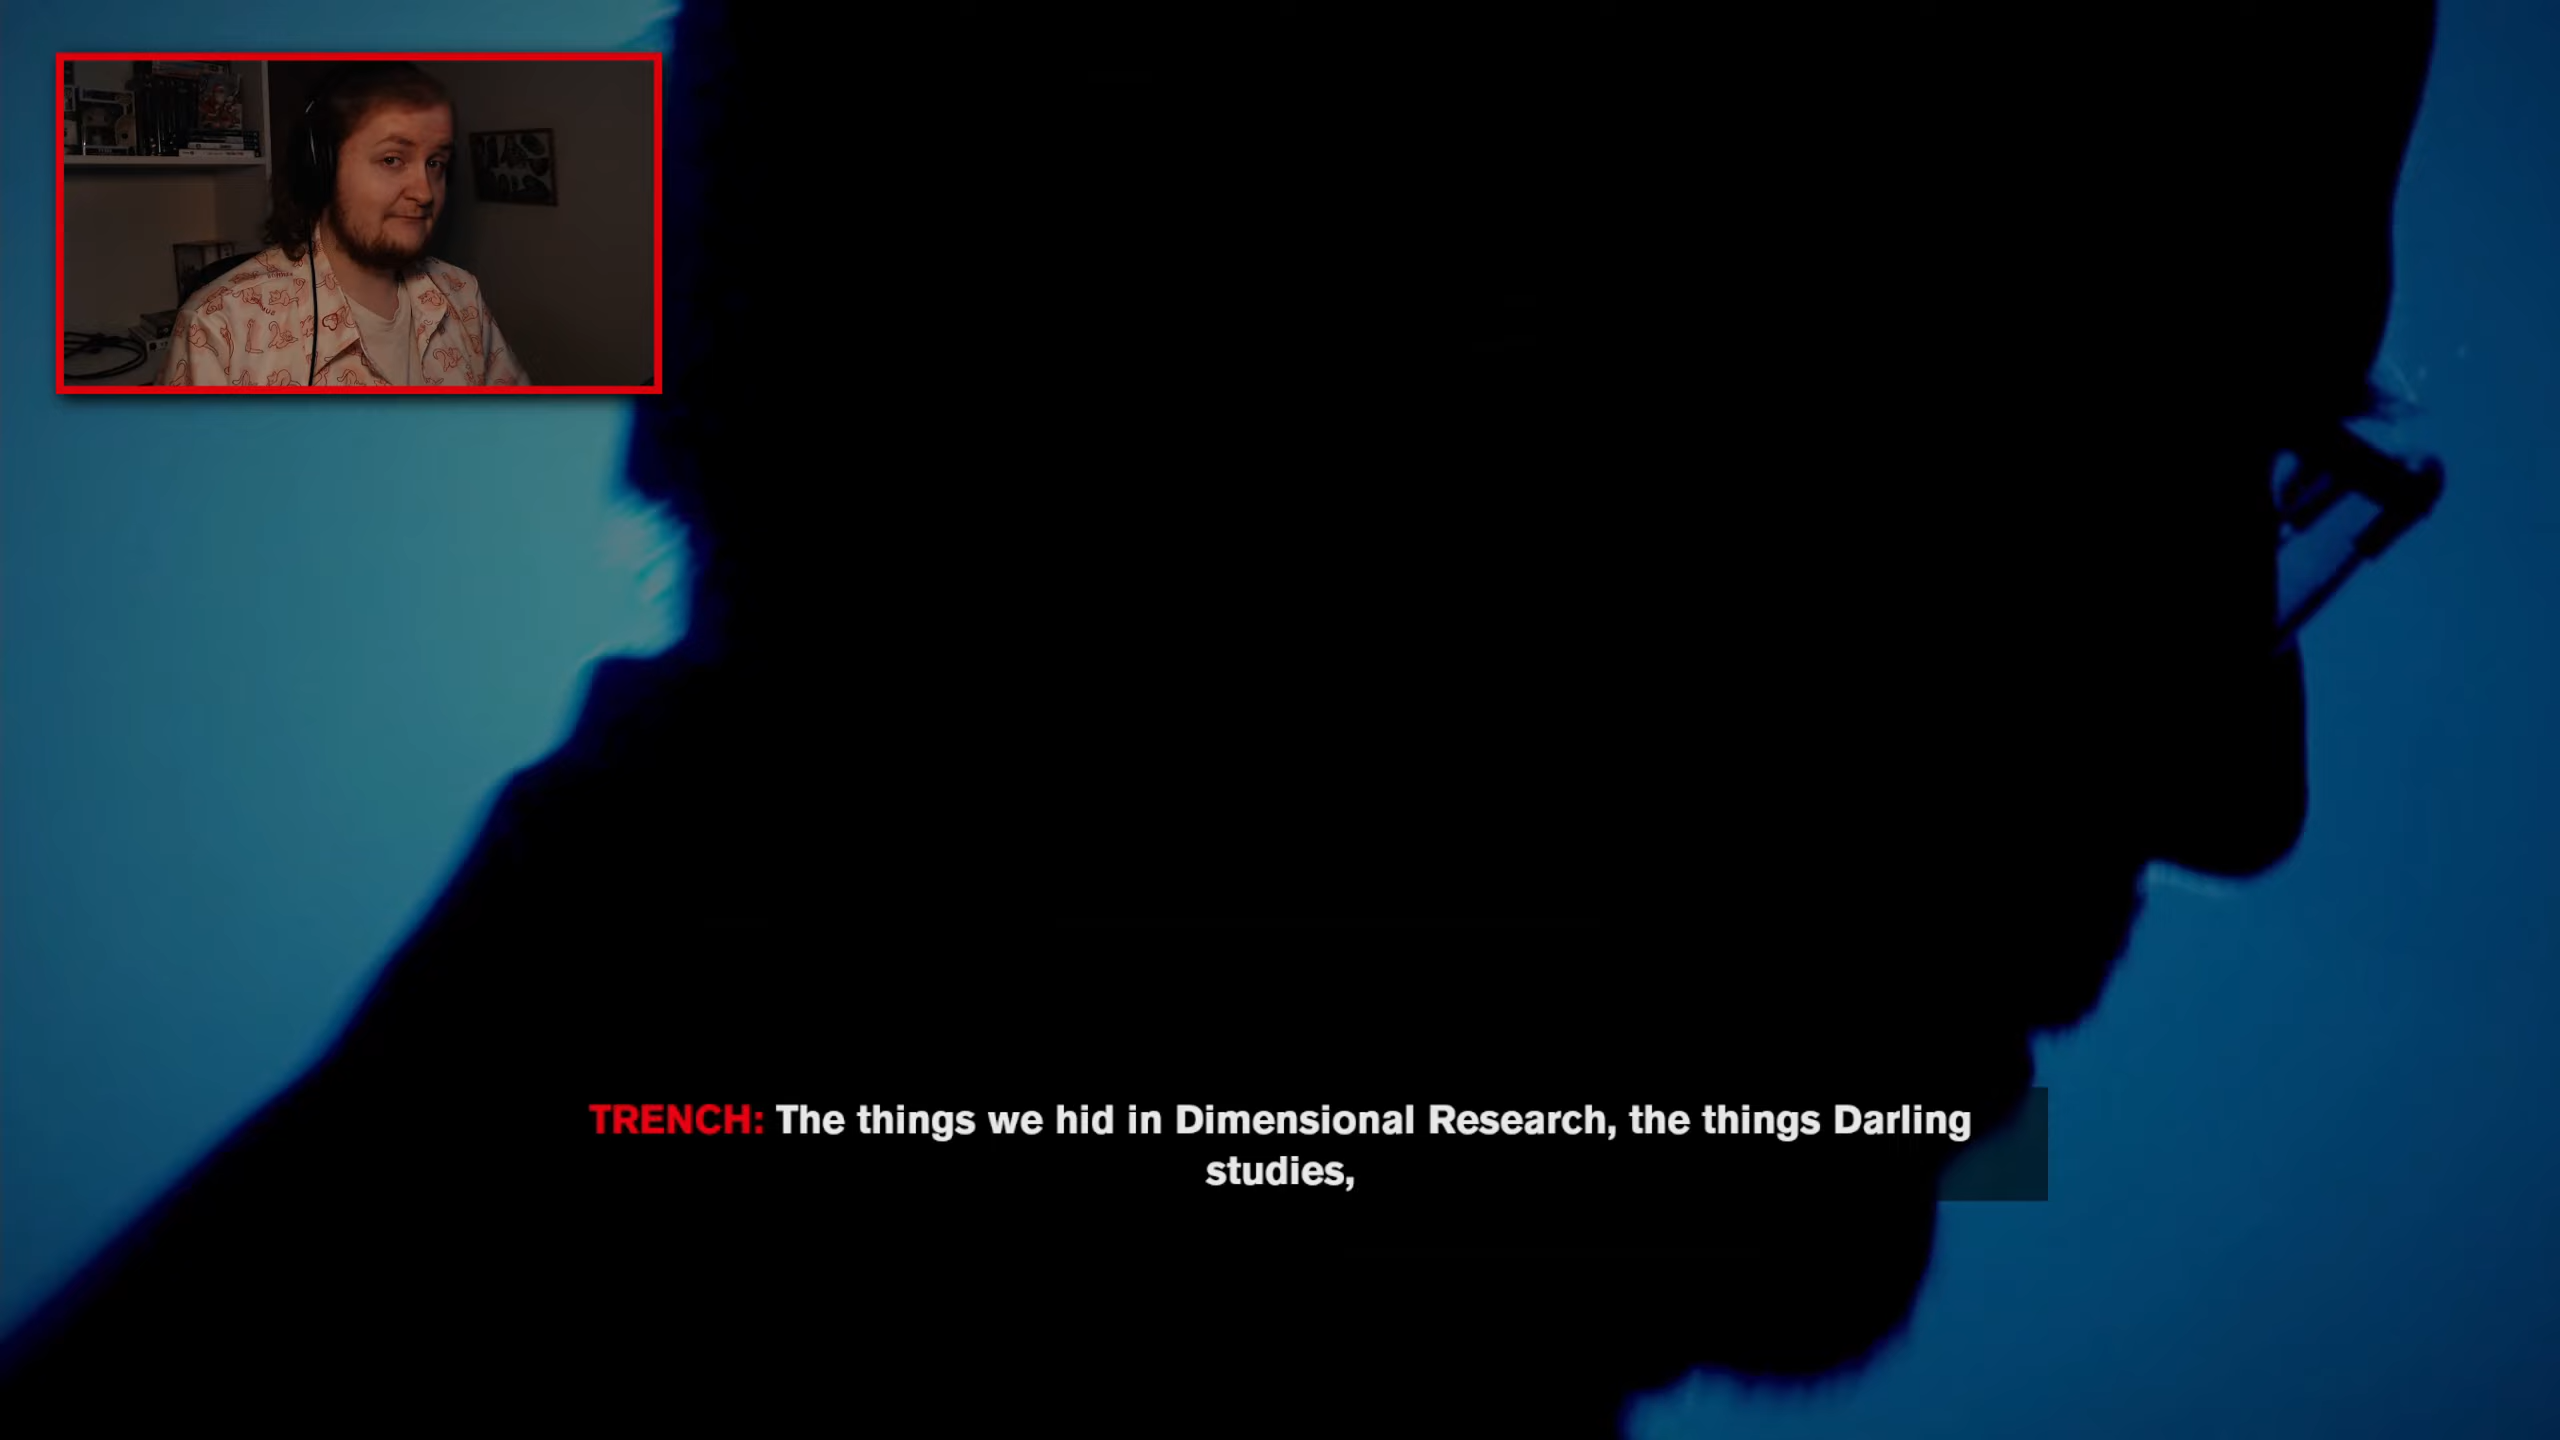 TRENCH: The things we hid in Dimensional Research, the things Darling
studies,